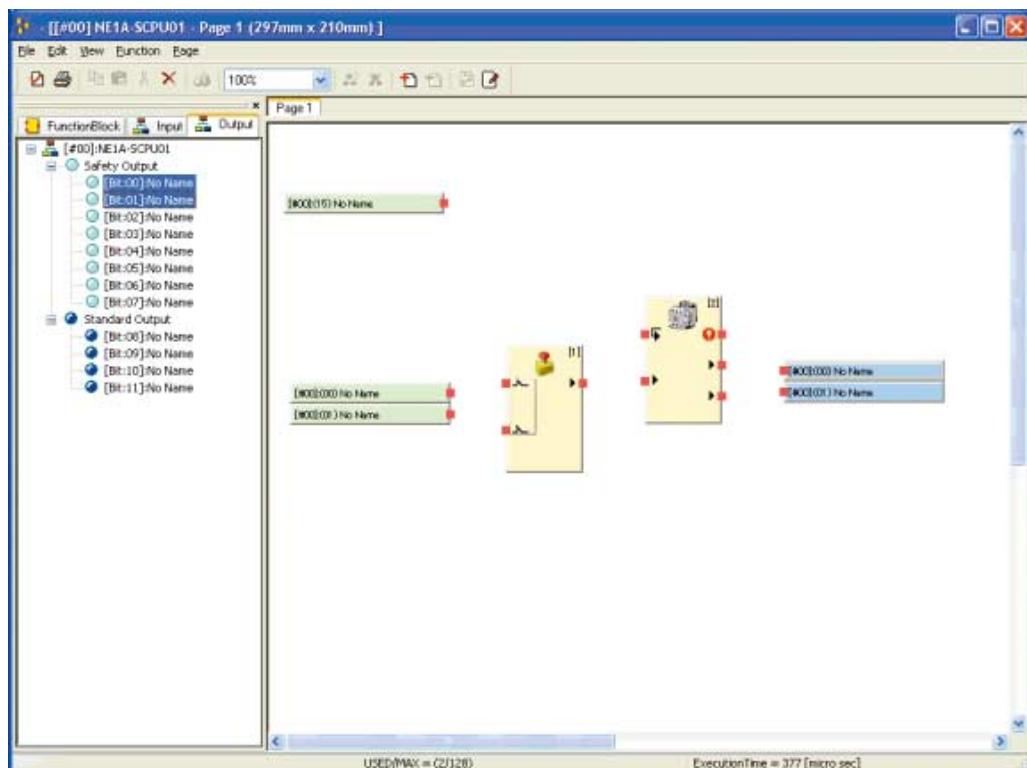 - [[#00] NE1A-SCPU01 - Page 1 (297mm x 210mm) ]
File Edit View Function Page
100%
Page 1
FunctionBlock Input Output
[#00]:NE1A-SCPU01
Safety Output
[Bit:00]:No Name
[Bit:01]:No Name
[Bit:02]:No Name
[Bit:03]:No Name
[Bit:04]:No Name
[Bit:05]:No Name
[Bit:06]:No Name
[Bit:07]:No Name
Standard Output
[Bit:08]:No Name
[Bit:09]:No Name
[Bit:10]:No Name
[Bit:11]:No Name
[#00]:(15) No Name
[2]
[1]
[#00]:(00) No Name
[#00]:(01) No Name
[#00]:(00) No Name
[#00]:(01) No Name
USED/MAX = (2/128)
ExecutionTime = 377 [micro sec]